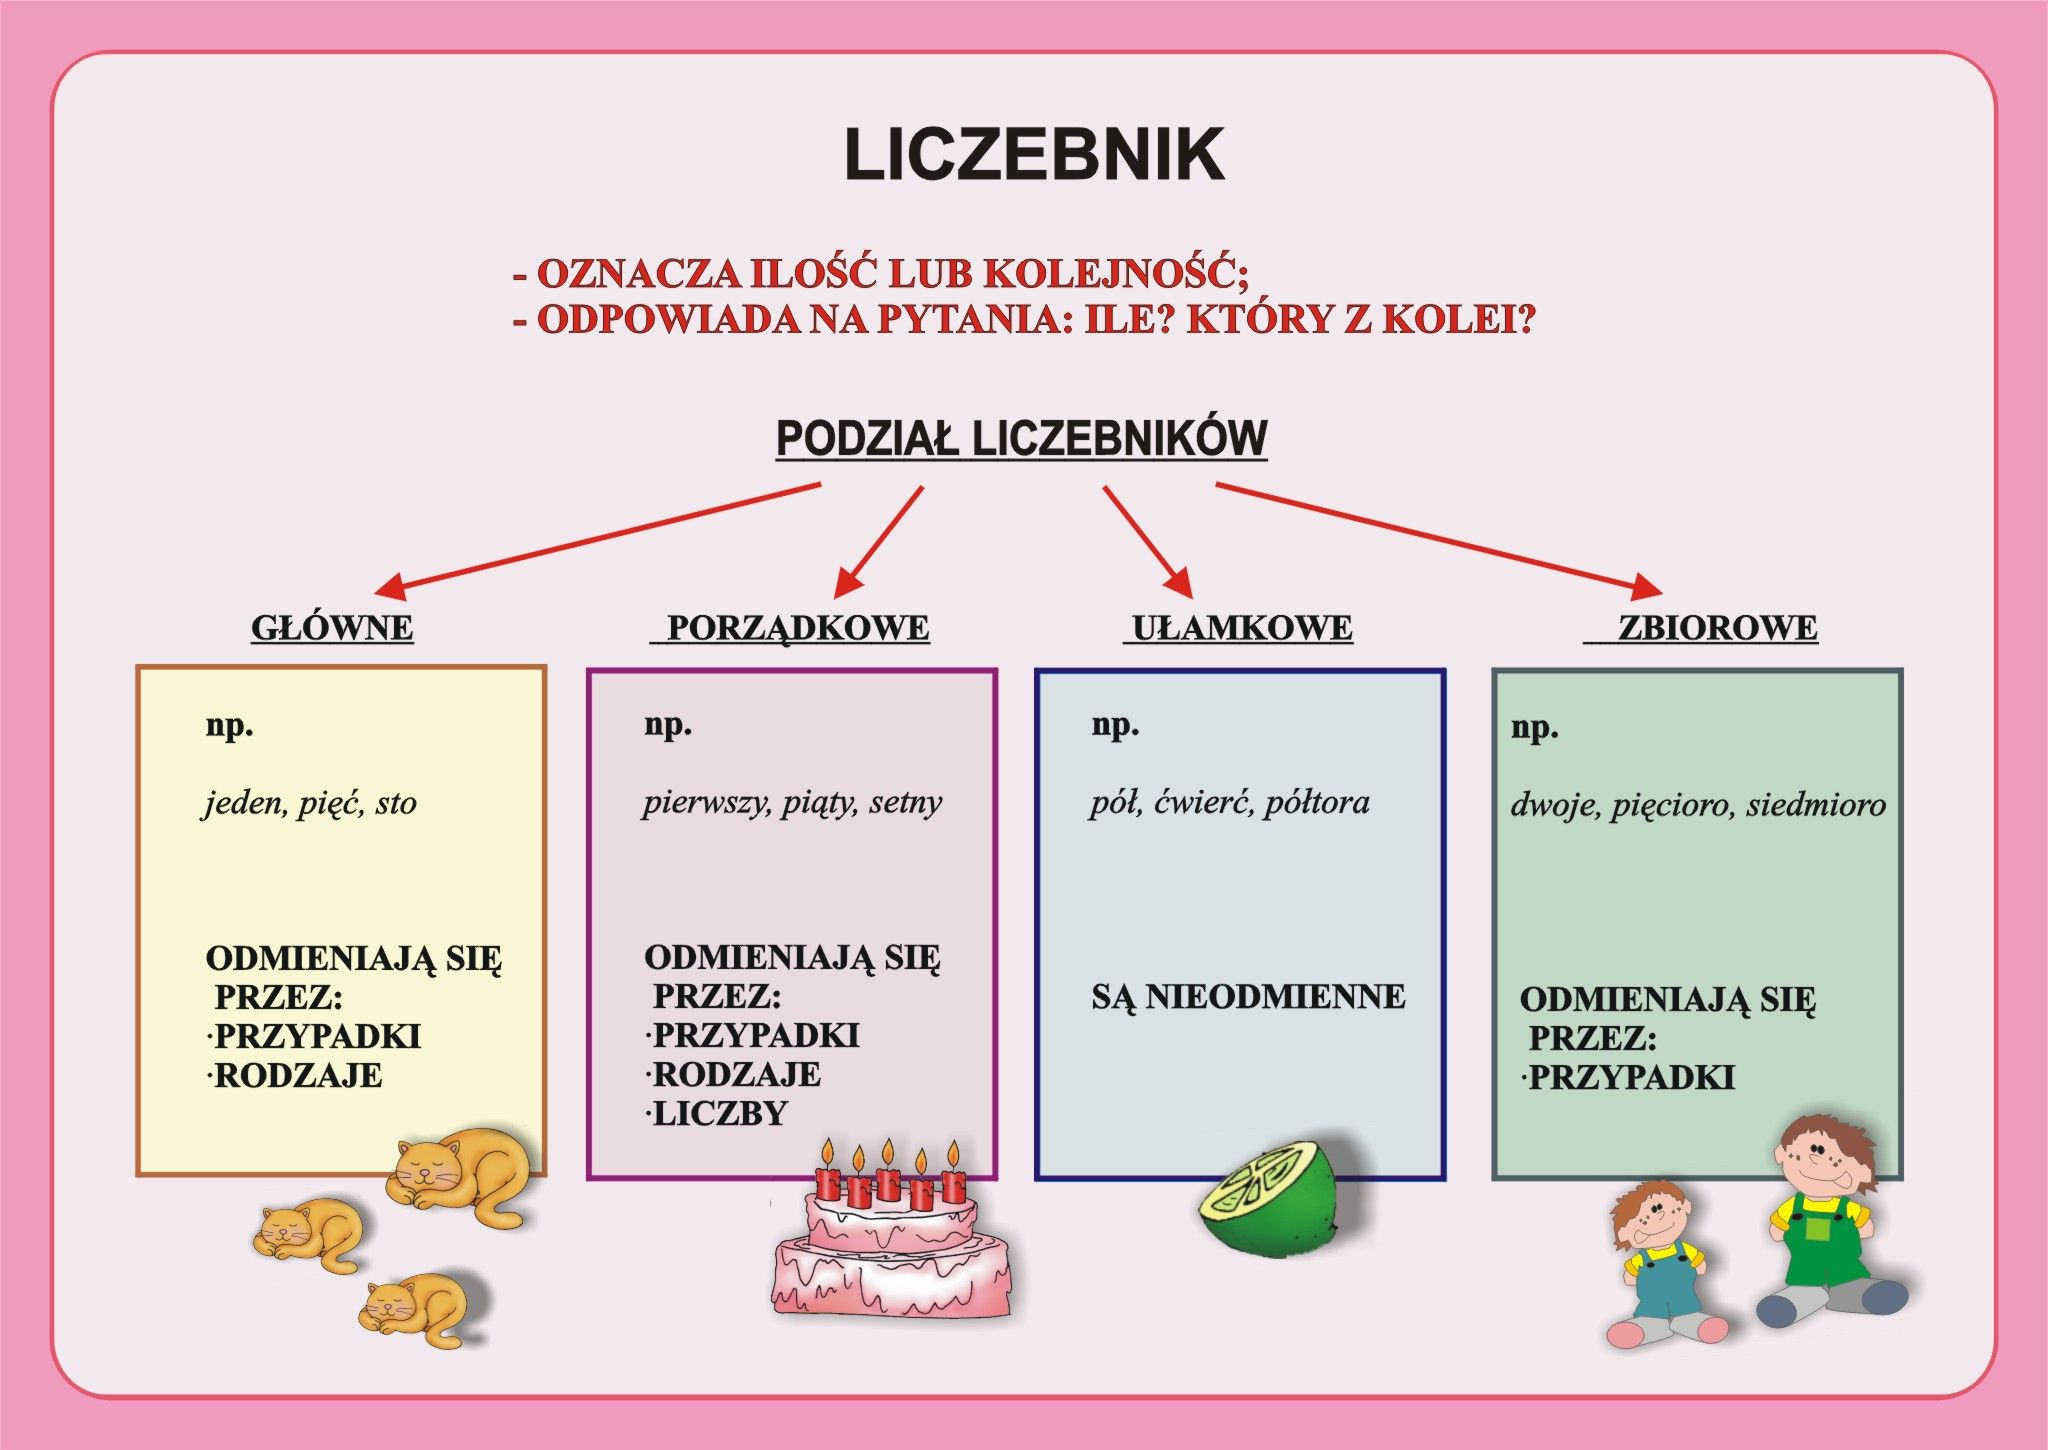 LICZEBNIK
- OZNACZA ILOŚĆ LUB KOLEJNOŚĆ;
- ODPOWIADA NA PYTANIA: ILE? KTÓRY Z KOLEI?
PODZIAŁ LICZEBNIKÓW
GŁÓWNE
np.
jeden, pięć, sto
ODMIENIAJĄ SIĘ
PRZEZ:
·PRZYPADKI
·RODZAJE
PORZĄDKOWE
np.
pierwszy, piąty, setny
ODMIENIAJĄ SIĘ
PRZEZ:
·PRZYPADKI
·RODZAJE
·LICZBY
UŁAMKOWE
np.
pół, ćwierć, półtora
SĄ NIEODMIENNE
ZBIOROWE
np.
dwoje, pięcioro, siedmioro
ODMIENIAJĄ SIĘ
PRZEZ:
·PRZYPADKI